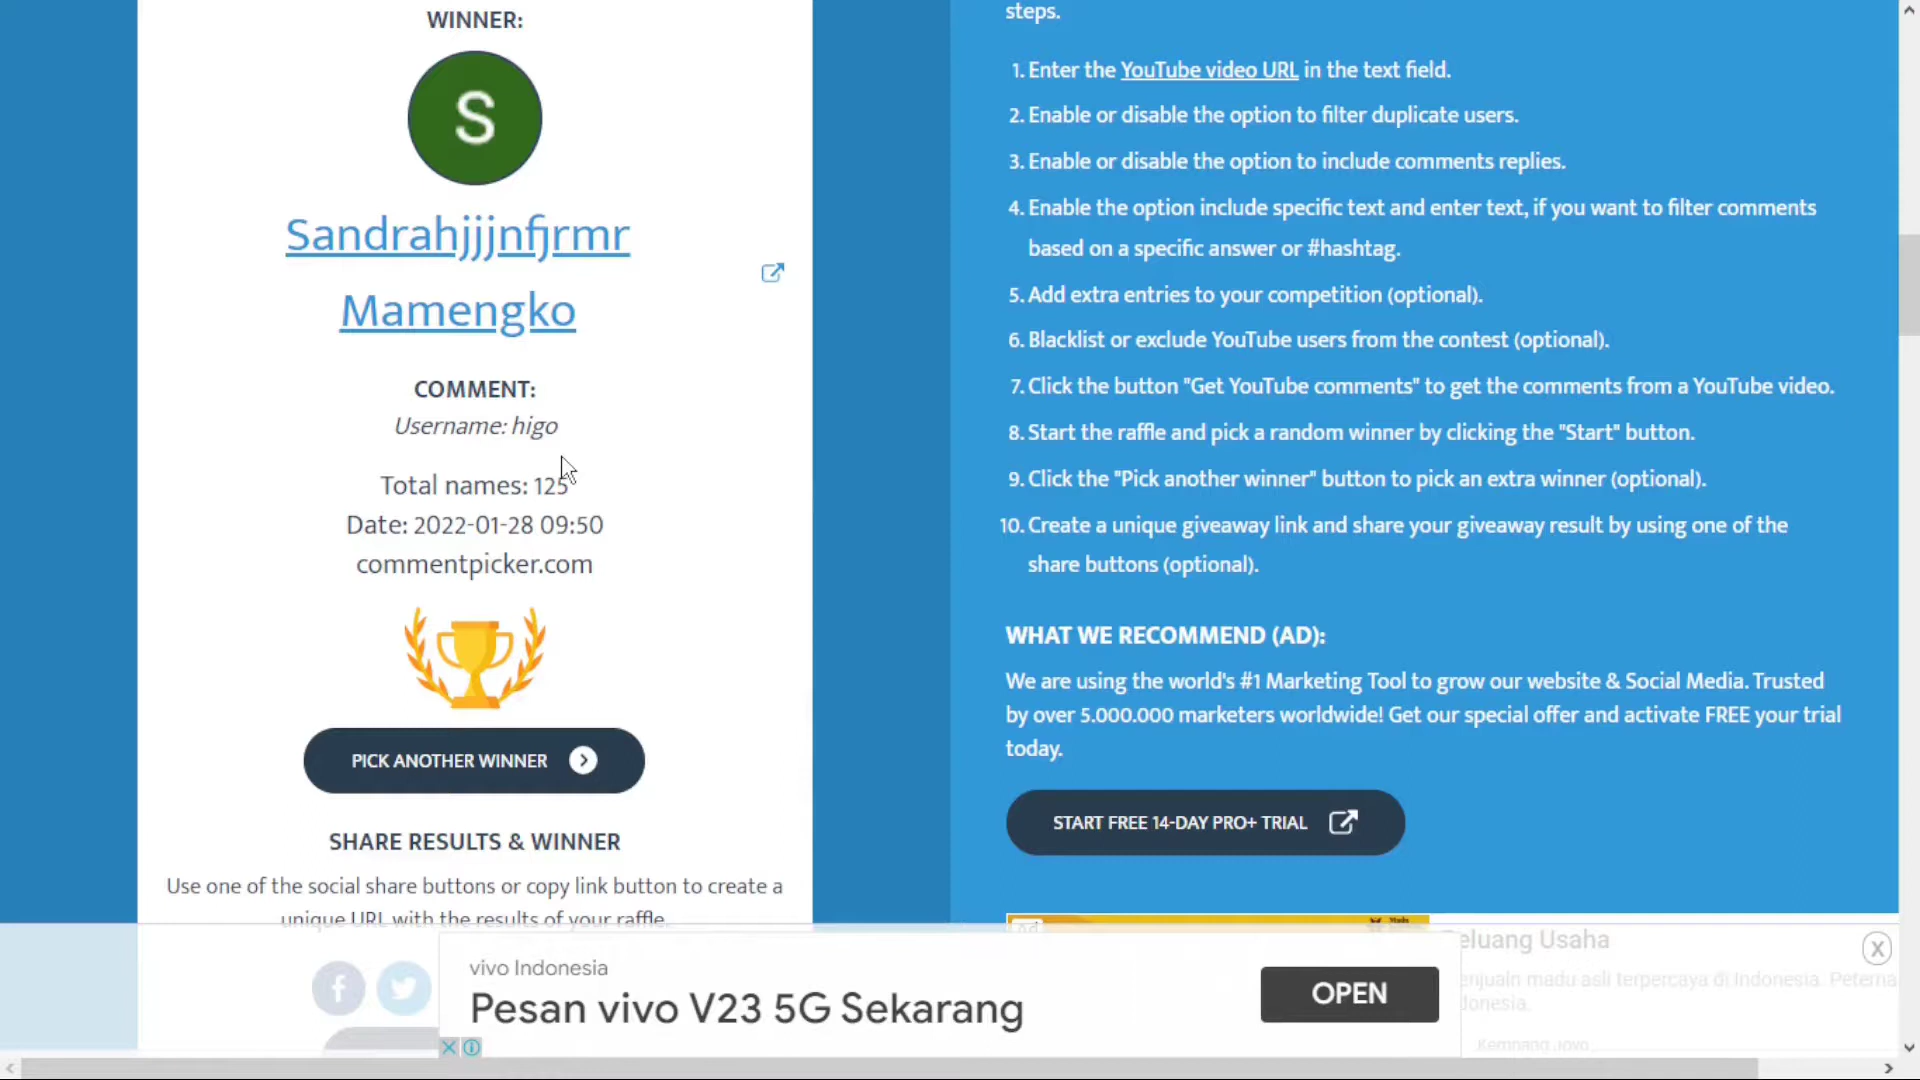 WINNER:
S
Sandrahjjjnfjrmr
Mamengko
COMMENT:
Username: higo
Total names: 125
Date: 2022-01-28 09:50
commentpicker.com
PICK ANOTHER WINNER
SHARE RESULTS & WINNER
Use one of the social share buttons or copy link button to create a
unique URL with the results of your raffle.
steps.
1. Enter the YouTube video URL in the text field.
2. Enable or disable the option to filter duplicate users.
3. Enable or disable the option to include comments replies.
4. Enable the option include specific text and enter text, if you want to filter comments
based on a specific answer or #hashtag.
5. Add extra entries to your competition (optional).
6. Blacklist or exclude YouTube users from the contest (optional).
7. Click the button "Get YouTube comments" to get the comments from a YouTube video.
8. Start the raffle and pick a random winner by clicking the "Start" button.
9. Click the "Pick another winner" button to pick an extra winner (optional).
10. Create a unique giveaway link and share your giveaway result by using one of the
share buttons (optional).
WHAT WE RECOMMEND (AD):
We are using the world's #1 Marketing Tool to grow our website & Social Media. Trusted
by over 5.000.000 marketers worldwide! Get our special offer and activate FREE your trial
today.
START FREE 14-DAY PRO+ TRIAL
Ad
vivo Indonesia
Pesan vivo V23 5G Sekarang
OPEN
eluang Usaha
enjualn madu asli terpercaya di Indonesia. Peterna
donesia.